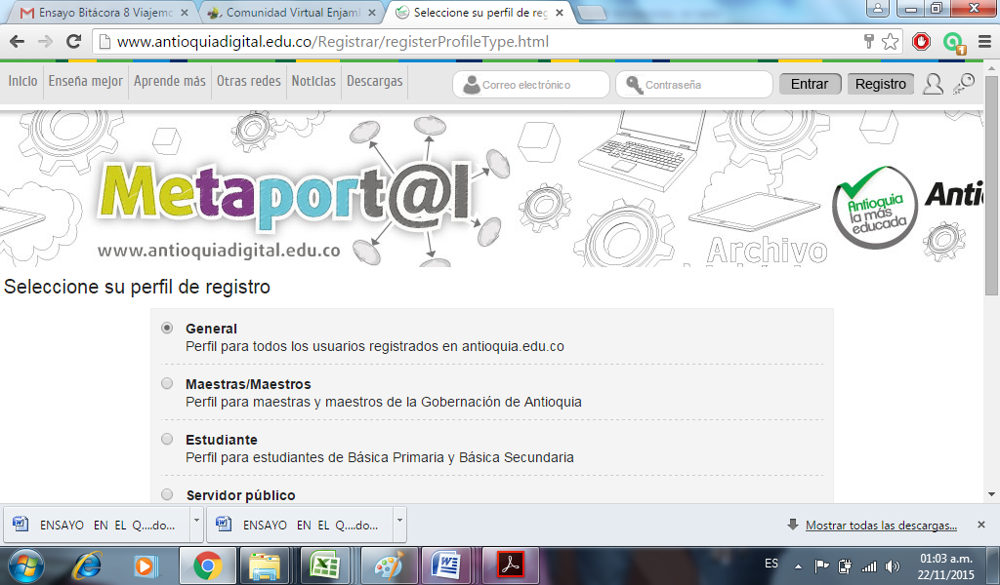 Ensayo Bitácora 8 Viajemo
Comunidad Virtual Enjaml
Seleccione su perfil de reg
www.antioquiadigital.edu.co/Registrar/registerProfileType.html
1
Inicio
Enseña mejor
Aprende más
Otras redes
Noticias
Descargas
Correo electrónico
Contraseña
Entrar
Registro
Metaport@l
www.antioquiadigital.edu.co
Archivo
Antioquia
la más
educada
Antio
Seleccione su perfil de registro
General
Perfil para todos los usuarios registrados en antioquia.edu.co
Maestras/Maestros
Perfil para maestras y maestros de la Gobernación de Antioquia
Estudiante
Perfil para estudiantes de Básica Primaria y Básica Secundaria
Servidor público
ENSAYO EN EL Q....do...
ENSAYO EN EL Q....do...
Mostrar todas las descargas...
ES
01:03 a.m.
22/11/2015